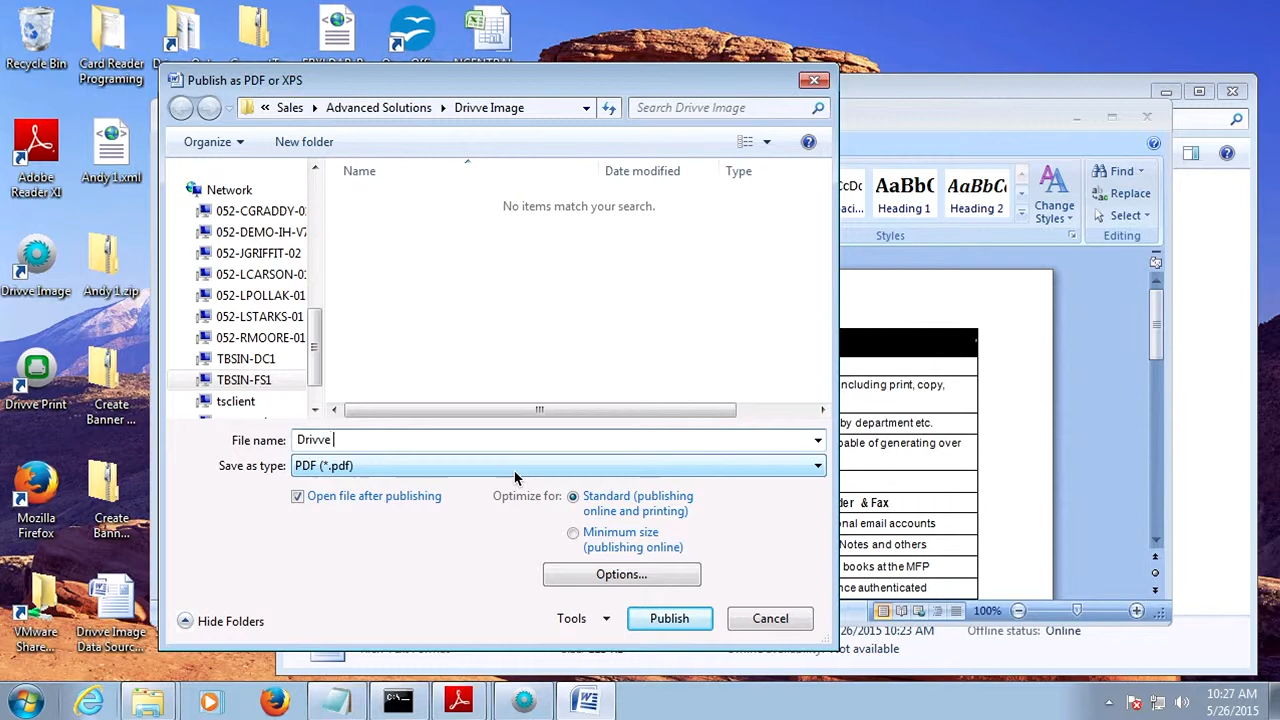 Recycle Bin
Card Reader
Programing
Publish as PDF or XPS
Sales
Advanced Solutions
Drivve Image
Search Drivve Image
Organize
New folder
Name
Date modified
Type
No items match your search.
Network
052-CGRADDY-0
052-DEMO-IH-V
052-JGRIFFIT-02
052-LCARSON-0
052-LPOLLAK-01
052-LSTARKS-01
052-RMOORE-01
TBSIN-DC1
TBSIN-FS1
tsclient
File name:
Drivve
Save as type:
PDF (*.pdf)
Open file after publishing
Optimize for:
Standard (publishing
online and printing)
Minimum size
(publishing online)
Options...
Hide Folders
Tools
Publish
Cancel
Adobe
Reader XI
Andy 1.xml
Drivve Image
Andy 1.zip
Drivve Print
Create
Banner ...
Mozilla
Firefox
Create
Bann...
VMware
Share...
Drivve Image
Data Sourc...
AaBbC
Heading 1
AaBbCc
Heading 2
Change
Styles
Styles
Find
Replace
Select
Editing
ncluding print, copy,
by department etc.
pable of generating over
der & Fax
onal email accounts
Notes and others
books at the MFP
nce authenticated
100%
26/2015 10:23 AM
Offline status: Online
10:27 AM
5/26/2015